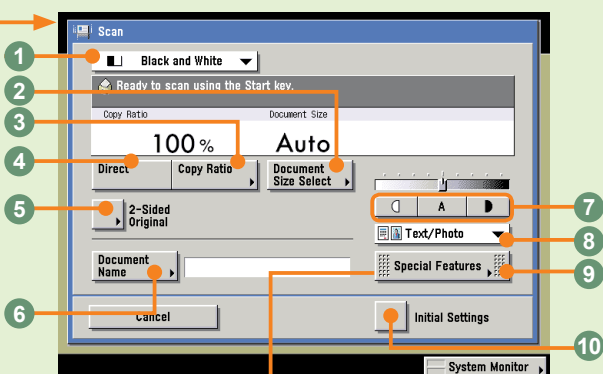 Scan
1
Black and White
2
Ready to scan using the Start key.
3
Copy Ratio Document Size
100 % Auto
4
Direct Copy Ratio Document Size Select
5
2-Sided Original
A
7
Text/Photo
8
Document Name
Special Features
9
6
Cancel
Initial Settings
10
System Monitor